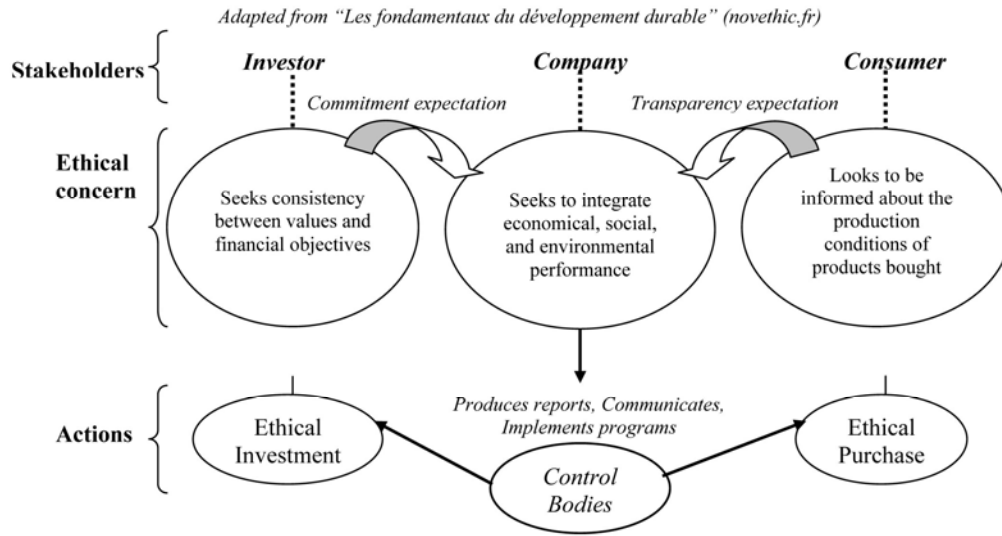 Adapted from “Les fondamentaux du développement durable” (novethic.fr)
Stakeholders
Investor
Company
Consumer
Commitment expectation
Transparency expectation
Ethical
concern
Seeks consistency
between values and
financial objectives
Seeks to integrate
economical, social,
and environmental
performance
Looks to be
informed about the
production
conditions of
products bought
Actions
Produces reports, Communicates,
Implements programs
Ethical
Investment
Control
Bodies
Ethical
Purchase